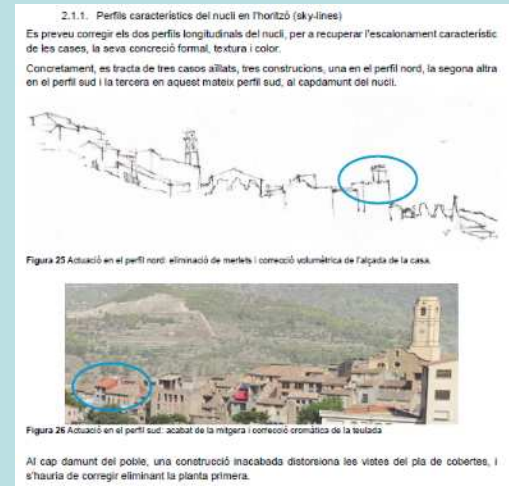 2.1.1. Perfils característics del nucli en l'horitzó (sky-lines)
Es preveu corregir els dos perfils longitudinals del nucli, per a recuperar l'escalonament característic
de les cases, la seva concreció formal, textura i color.
Concretament, es tracta de tres casos aïllats, tres construcions, una en el perfil nord, la segona altra
en el perfil sud i la tercera en aquest mateix perfil sud, al capdamunt del nucli.
Figura 25 Actuació en el perfil nord: eliminació de merlets i correcció volumètrica de l'alçada de la casa.
Figura 26 Actuació en el perfil sud: acabat de la mitgera i correcció cromàtica de la teulada
Al cap damunt del poble, una construcció inacabada distorsiona les vistes del pla de cobertes, i
s'hauria de corregir eliminant la planta primera.